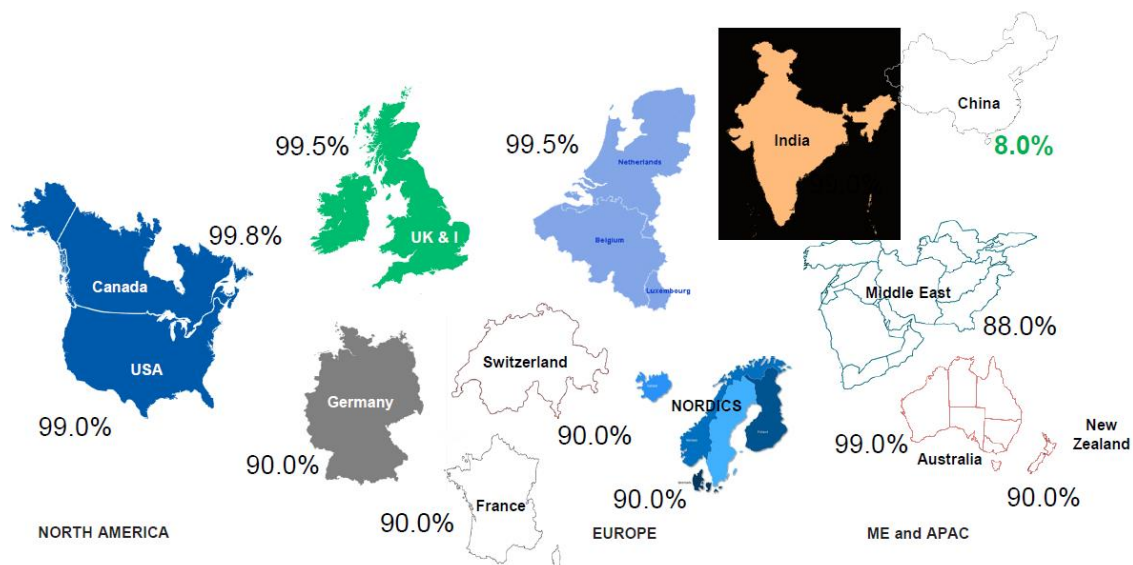 99.5%
UK & I
99.5%
Netherlands
Belgium
Luxembourg
India
China
8.0%
99.8%
Canada
USA
99.0%
Germany
90.0%
Switzerland
90.0%
France
90.0%
NORDICS
90.0%
Middle East
88.0%
99.0%
Australia
New
Zealand
90.0%
NORTH AMERICA
EUROPE
ME and APAC